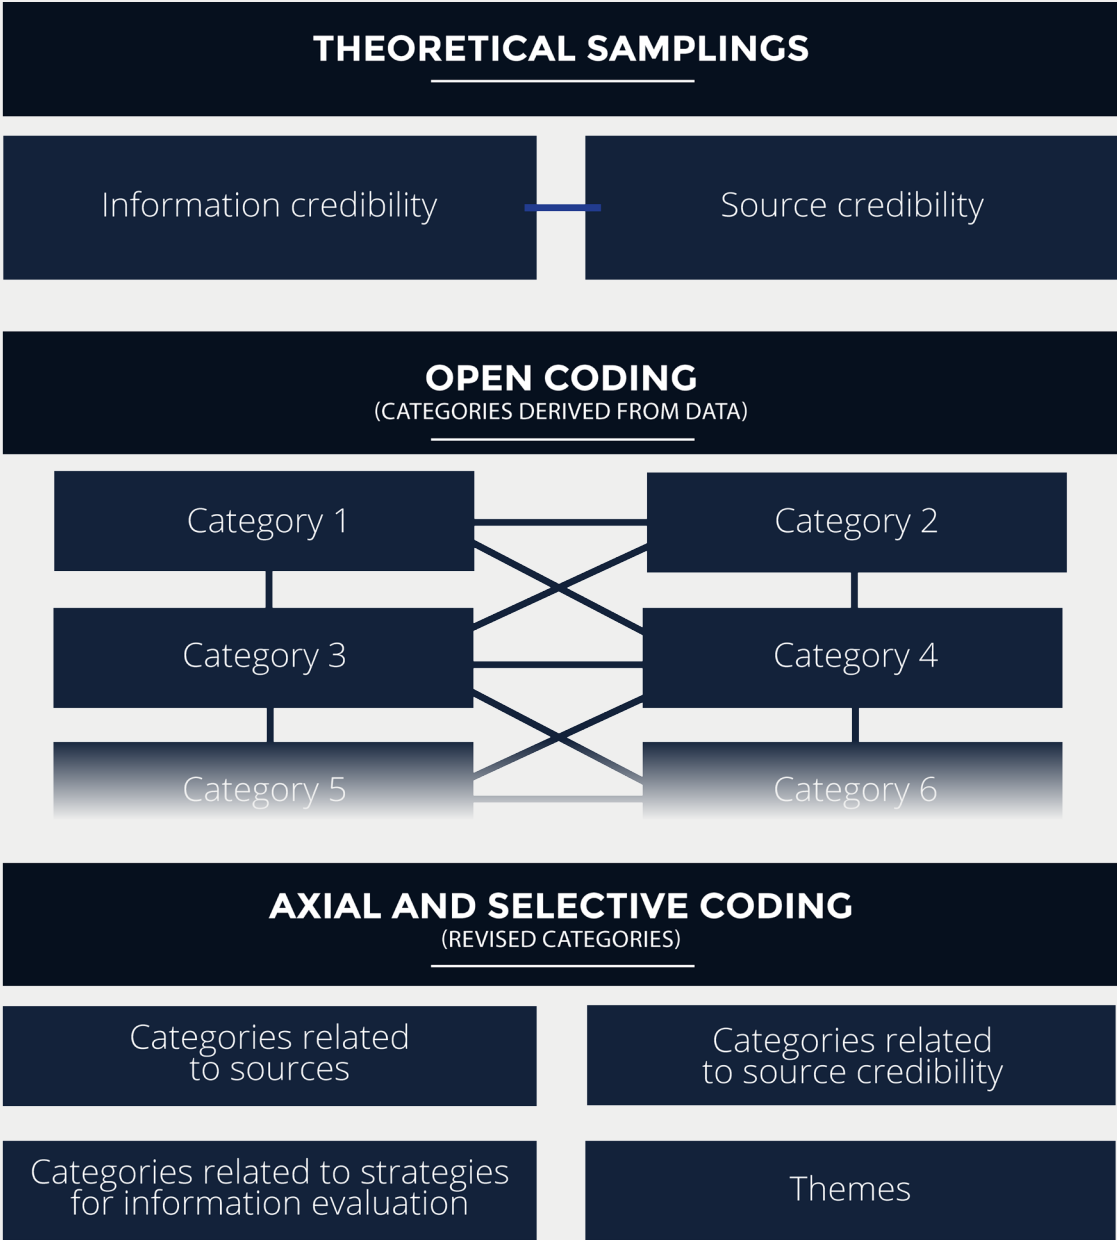 THEORETICAL SAMPLINGS
Information credibility
Source credibility
OPEN CODING
(CATEGORIES DERIVED FROM DATA)
Category 1
Category 2
Category 3
Category 4
Category 5
Category 6
AXIAL AND SELECTIVE CODING
(REVISED CATEGORIES)
Categories related
to sources
Categories related
to source credibility
Categories related to strategies
for information evaluation
Themes